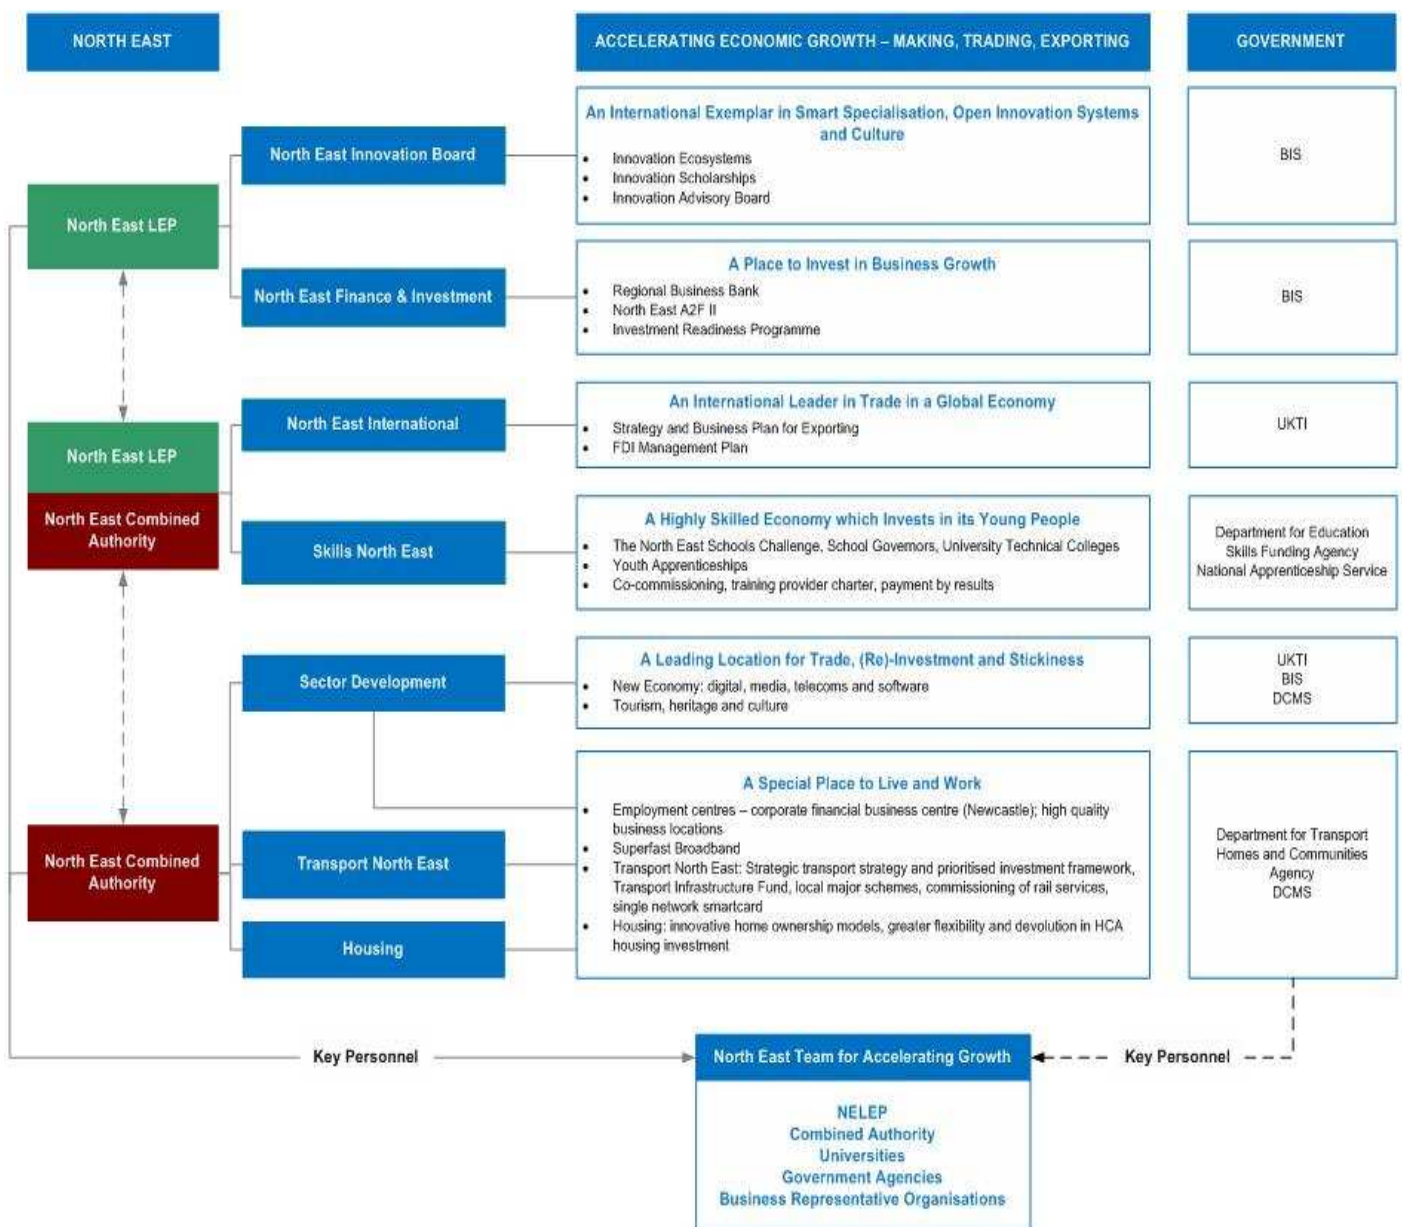 NORTH EAST
ACCELERATING ECONOMIC GROWTH – MAKING, TRADING, EXPORTING
GOVERNMENT
North East LEP
North East Innovation Board
An International Exemplar in Smart Specialisation, Open Innovation Systems
and Culture
• Innovation Ecosystems
• Innovation Scholarships
• Innovation Advisory Board
BIS
North East Finance & Investment
A Place to Invest in Business Growth
• Regional Business Bank
• North East A2F II
• Investment Readiness Programme
BIS
North East LEP
North East Combined
Authority
North East International
An International Leader in Trade in a Global Economy
• Strategy and Business Plan for Exporting
• FDI Management Plan
UKTI
Skills North East
A Highly Skilled Economy which Invests in its Young People
• The North East Schools Challenge, School Governors, University Technical Colleges
• Youth Apprenticeships
• Co-commissioning, training provider charter, payment by results
Department for Education
Skills Funding Agency
National Apprenticeship Service
North East Combined
Authority
Sector Development
A Leading Location for Trade, (Re)-Investment and Stickiness
• New Economy: digital, media, telecoms and software
• Tourism, heritage and culture
UKTI
BIS
DCMS
Transport North East
Housing
A Special Place to Live and Work
• Employment centres – corporate financial business centre (Newcastle); high quality
business locations
• Superfast Broadband
• Transport North East: Strategic transport strategy and prioritised investment framework,
Transport Infrastructure Fund, local major schemes, commissioning of rail services,
single network smartcard
• Housing: innovative home ownership models, greater flexibility and devolution in HCA
housing investment
Department for Transport
Homes and Communities
Agency
DCMS
Key Personnel
North East Team for Accelerating Growth
Key Personnel
NELEP
Combined Authority
Universities
Government Agencies
Business Representative Organisations